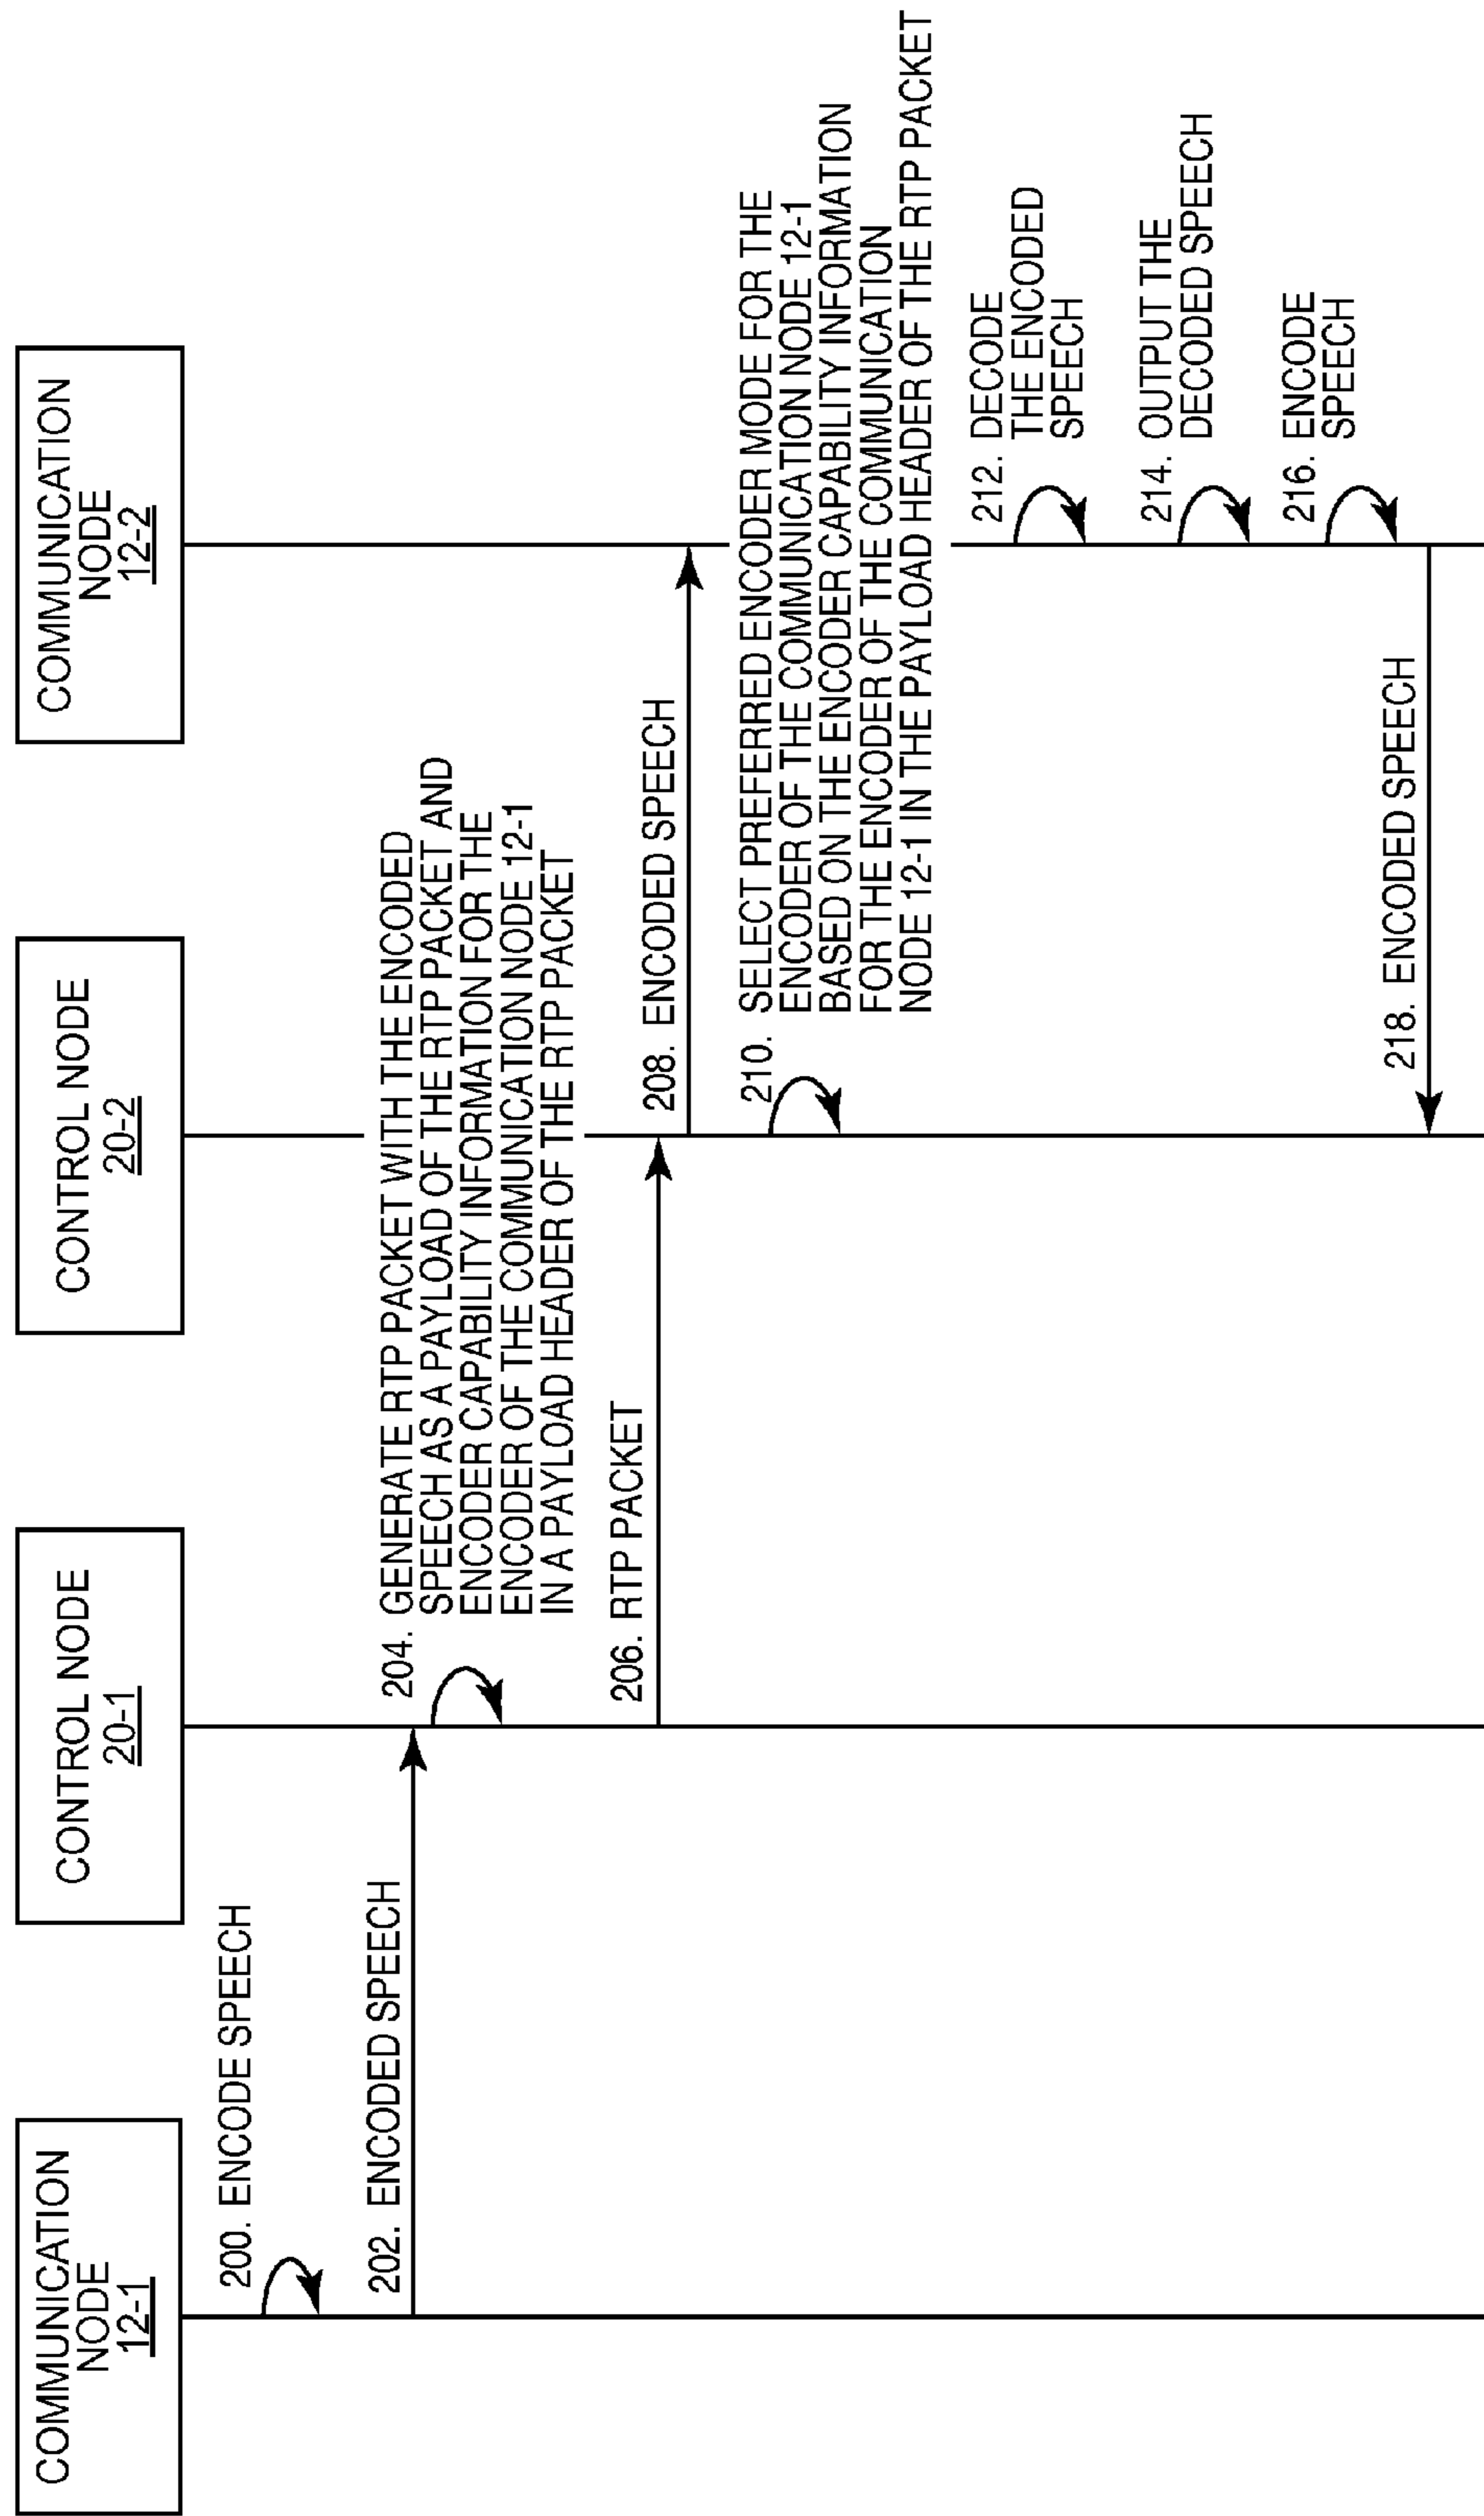 COMMUNICATION
NODE
12-1
CONTROL NODE
20-1
CONTROL NODE
20-2
COMMUNICATION
NODE
12-2
200. ENCODE SPEECH
202. ENCODED SPEECH
204. GENERATE RTP PACKET WITH THE ENCODED
SPEECH AS A PAYLOAD OF THE RTP PACKET AND
ENCODER CAPABILITY INFORMATION FOR THE
ENCODER OF THE COMMUNICATION NODE 12-1
IN A PAYLOAD HEADER OF THE RTP PACKET
206. RTP PACKET
208. ENCODED SPEECH
210. SELECT PREFERRED ENCODER MODE FOR THE
ENCODER OF THE COMMUNICATION NODE 12-1
BASED ON THE ENCODER CAPABILITY INFORMATION
FOR THE ENCODER OF THE COMMUNICATION
NODE 12-1 IN THE PAYLOAD HEADER OF THE RTP PACKET
212. DECODE
THE ENCODED
SPEECH
214. OUTPUT THE
DECODED SPEECH
216. ENCODE
SPEECH
218. ENCODED SPEECH